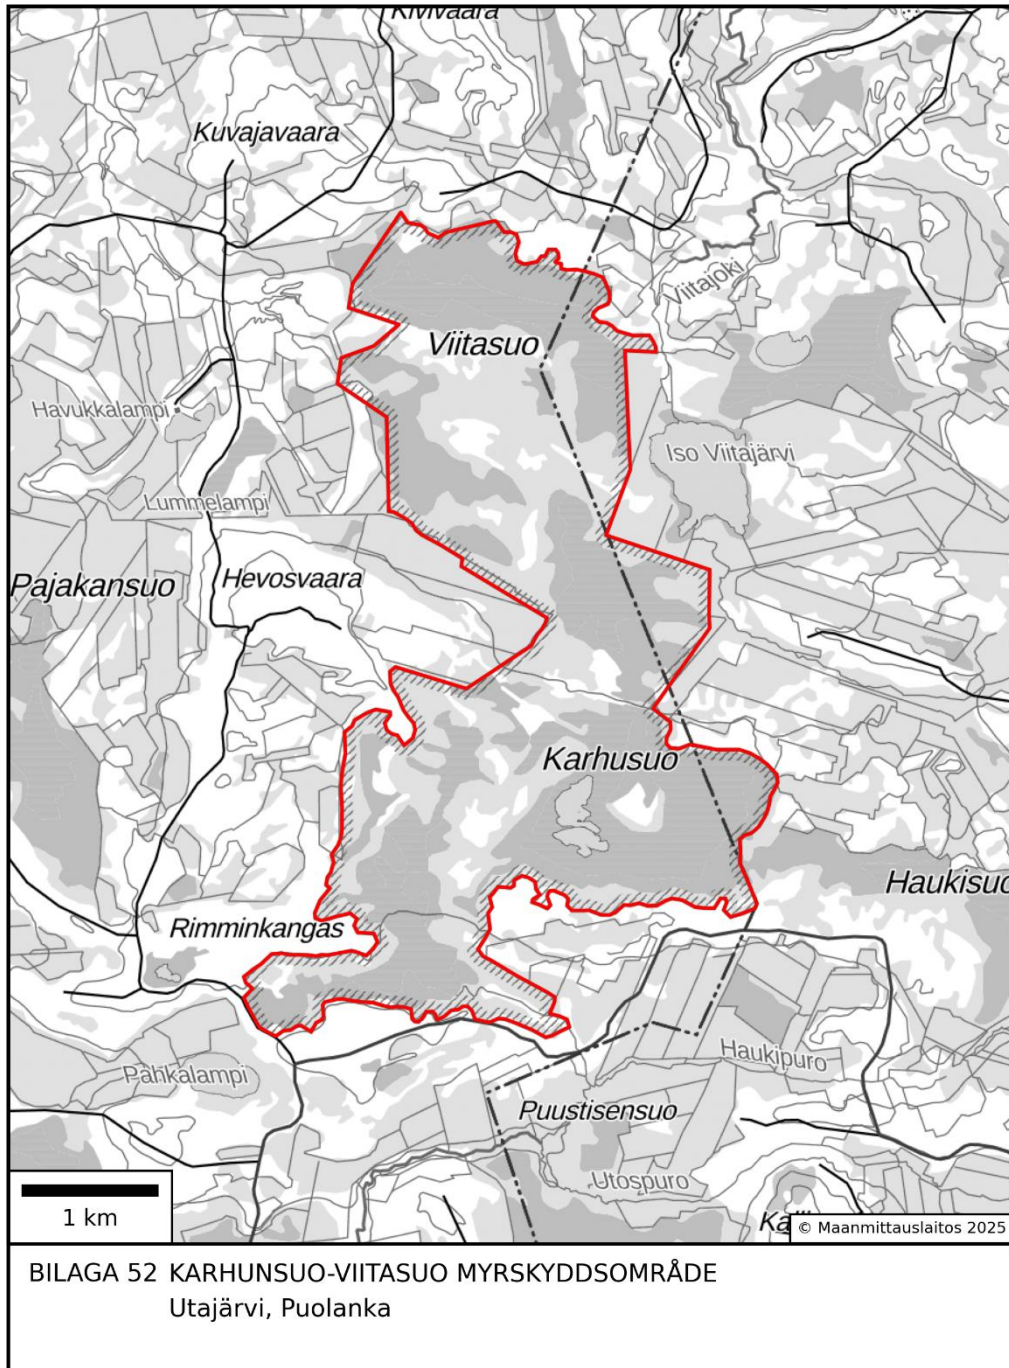 Kivivaara
Kuvajavaara
Viitajoki
Viitasuo
Havukkalampi
Iso Viitajärvi
Lummelampi
Pajakansuo
Hevosvaara
Karhusuo
Haukisuo
Rimminkangas
Haukipuro
Pahkalampi
Puustisensuo
Utospuro
1 km
© Maanmittauslaitos 2025
BILAGA 52 KARHUNSUO-VIITASUO MYRSKYDDSOMRÅDE
Utajärvi, Puolanka